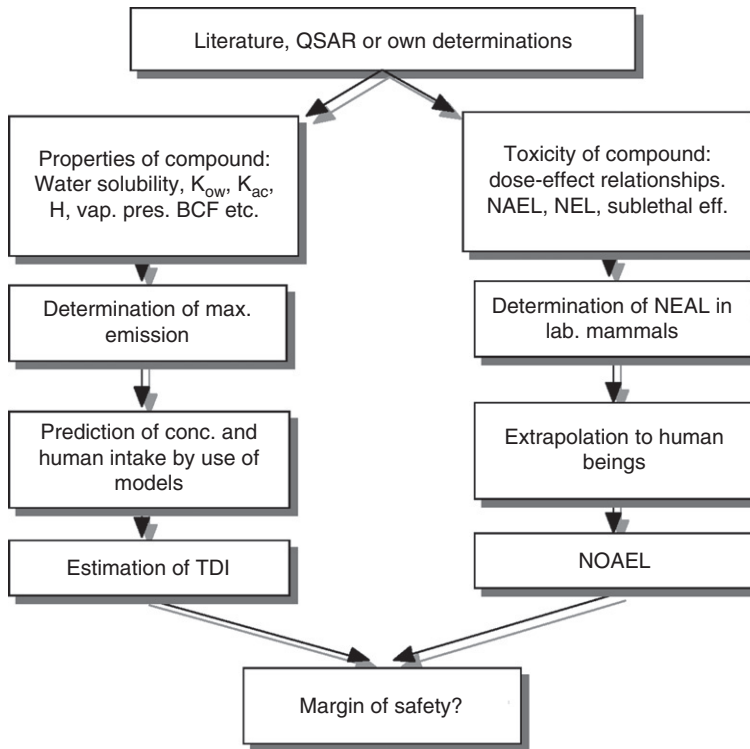 Literature, QSAR or own determinations
Properties of compound:
Water solubility, Kow, Kac,
H, vap. pres. BCF etc.
Toxicity of compound:
dose-effect relationships.
NAEL, NEL, sublethal eff.
Determination of max.
emission
Determination of NEAL in
lab. mammals
Prediction of conc. and
human intake by use of
models
Extrapolation to human
beings
Estimation of TDI
NOAEL
Margin of safety?